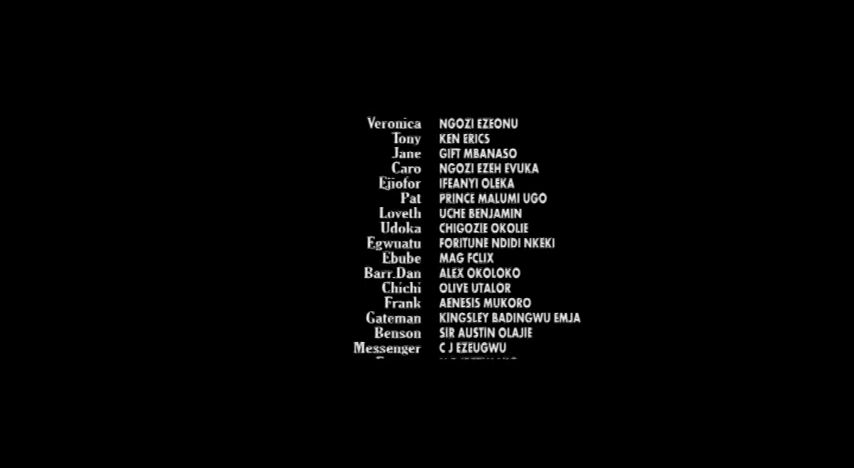 Veronica NGOZI EZEONU
Tony KEN ERICS
Jane GIFT MBANASO
Caro NGOZI EZEH EVUKA
Ejiofor IFEANYI OLEKA
Pat PRINCE MALUMI UGO
Loveth UCHE BENJAMIN
Udoka CHIGOZIE OKOLIE
Egwuatu FORITUNE NDIDI NKEKI
Ebube MAG FCLIX
Barr.Dan ALEX OKOLOKO
Chichi OLIVE UTALOR
Frank AENESIS MUKORO
Gateman KINGSLEY BADINGWU EMJA
Benson SIR AUSTIN OLAJIE
Messenger C J EZEUGWU